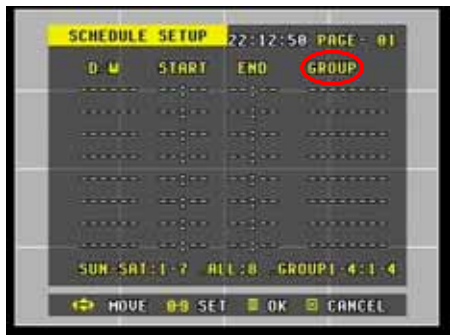 SCHEDULE SETUP 22:12:58 PAGE- 01
D.W START END GROUP
------ --:-- --:-- --------
------ --:-- --:-- --------
------ --:-- --:-- --------
------ --:-- --:-- --------
------ --:-- --:-- --------
------ --:-- --:-- --------
------ --:-- --:-- --------
------ --:-- --:-- --------
SUN-SAT:1-7 ALL:8 GROUP1-4:1-4
MOVE 0-9 SET OK CANCEL